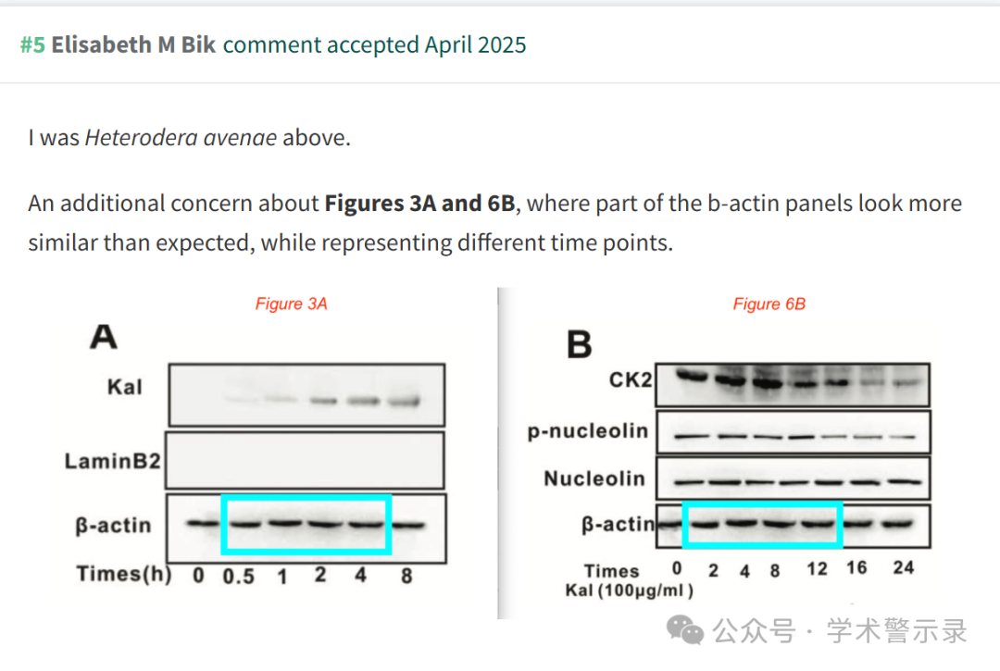 #5 Elisabeth M Bik comment accepted April 2025
I was Heterodera avenae above.
An additional concern about Figures 3A and 6B, where part of the b-actin panels look more
similar than expected, while representing different time points.
Figure 3A
A
Kal
LaminB2
β-actin
Times(h) 0 0.5 1 2 4 8
Figure 6B
B
CK2
p-nucleolin
Nucleolin
β-actin
Times 0 2 4 8 12 16 24
Kal (100μg/ml)
公众号 · 学术警示录